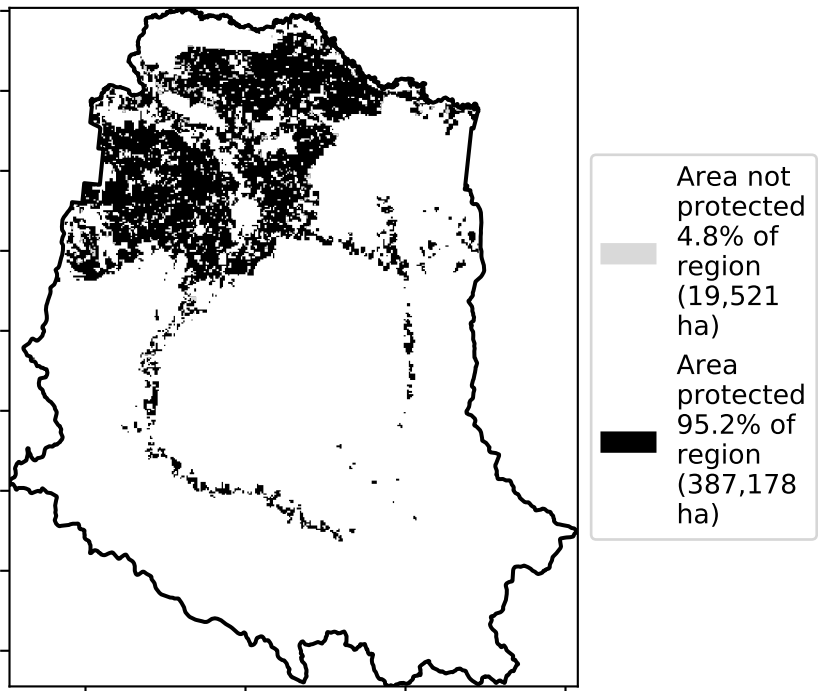 Area not
protected
4.8% of
region
(19,521
ha)
Area
protected
95.2% of
region
(387,178
ha)